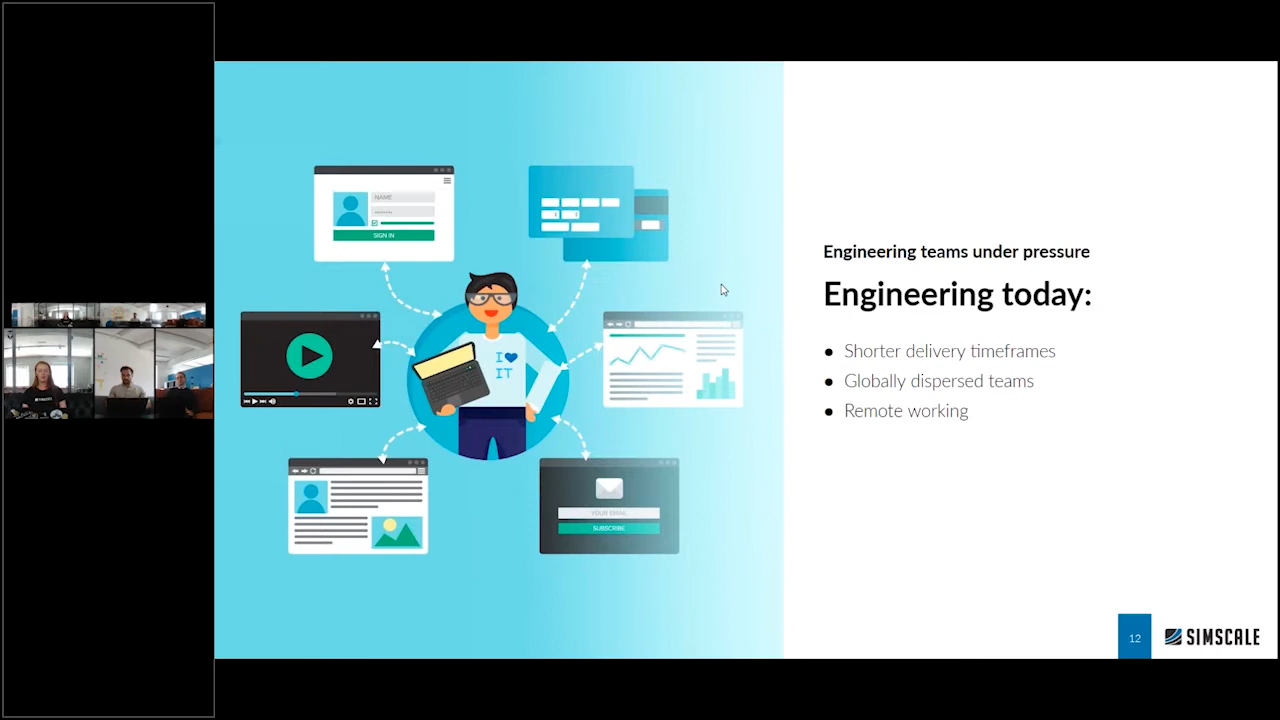 NAME
SIGN IN
I
IT
YOUR EMAIL
SUBSCRIBE
Engineering teams under pressure
Engineering today:
● Shorter delivery timeframes
● Globally dispersed teams
● Remote working
12
SIMSCALE